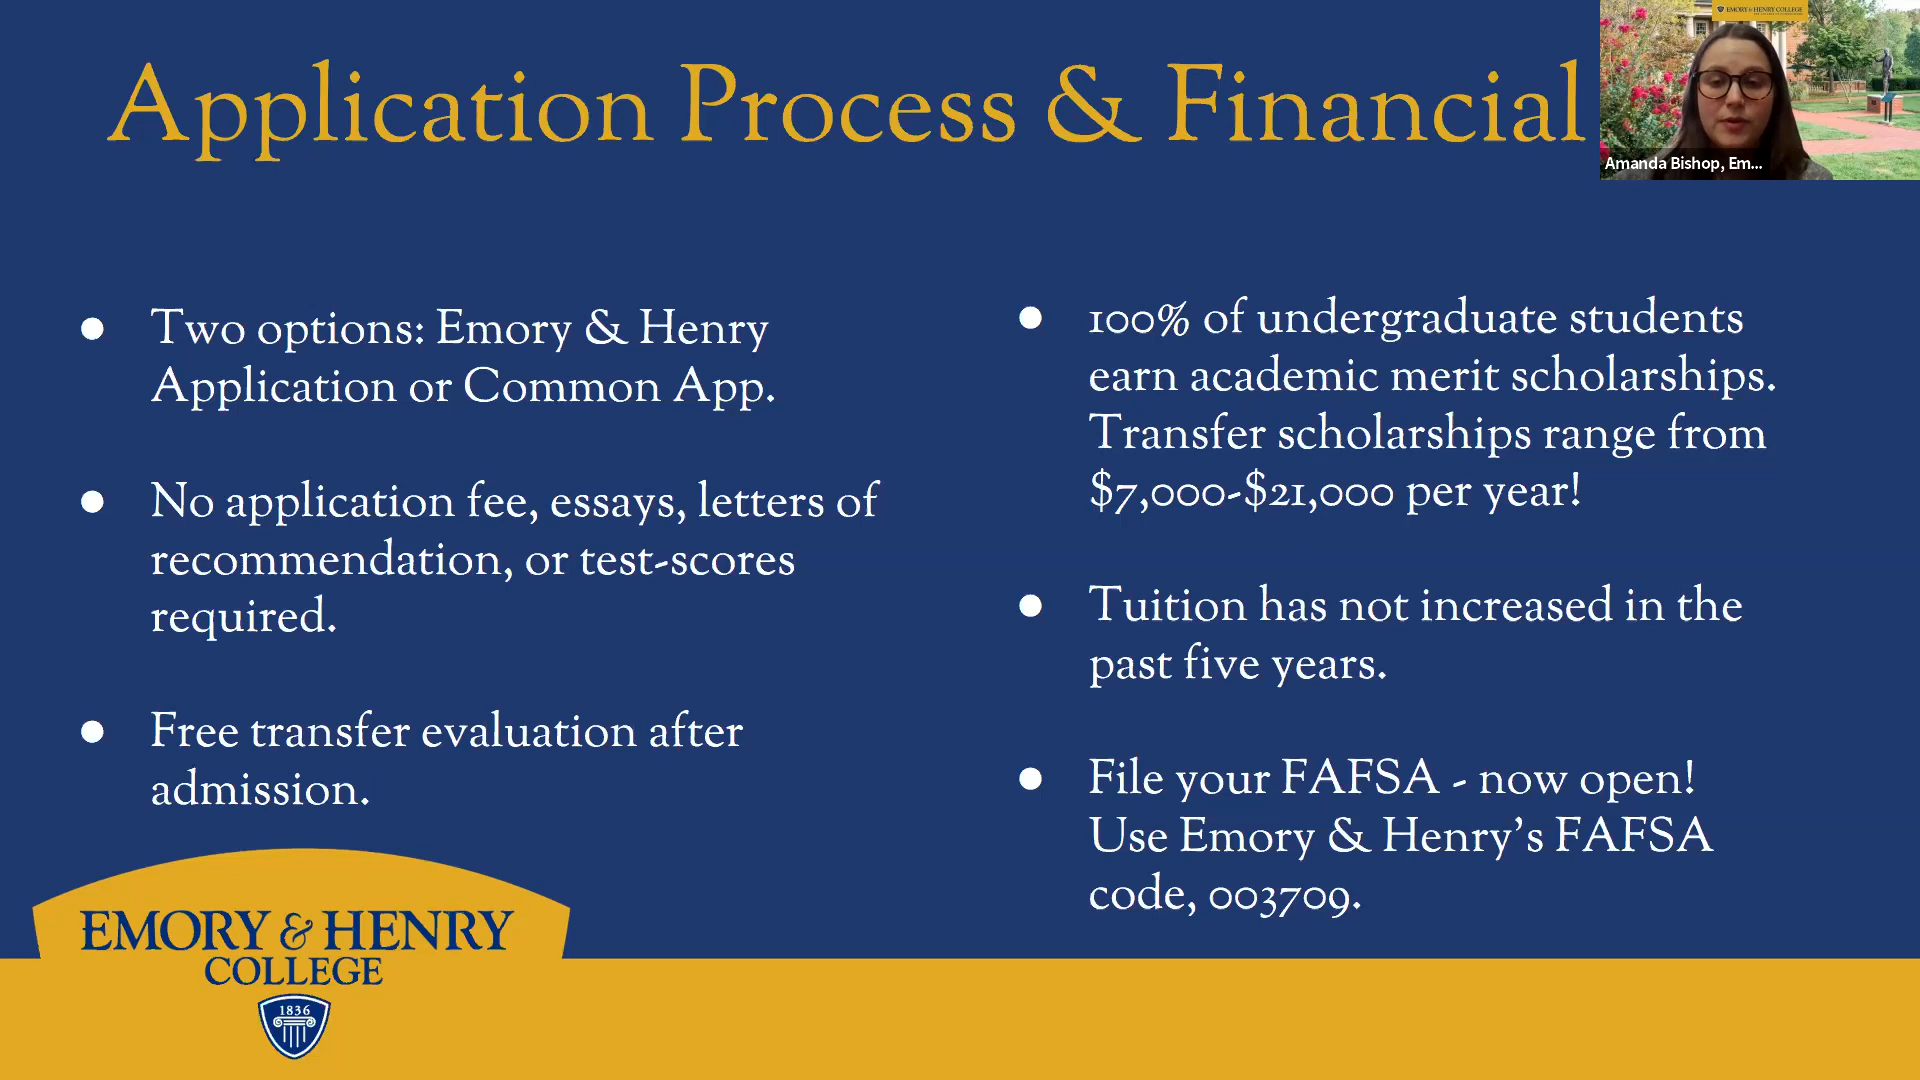 Application Process & Financial
EMORY & HENRY COLLEGE
Amanda Bishop, Em...
Two options: Emory & Henry
Application or Common App.
No application fee, essays, letters of
recommendation, or test-scores
required.
Free transfer evaluation after
admission.
100% of undergraduate students
earn academic merit scholarships.
Transfer scholarships range from
$7,000-$21,000 per year!
Tuition has not increased in the
past five years.
File your FAFSA - now open!
Use Emory & Henry's FAFSA
code, 003709.
EMORY & HENRY
COLLEGE
1836